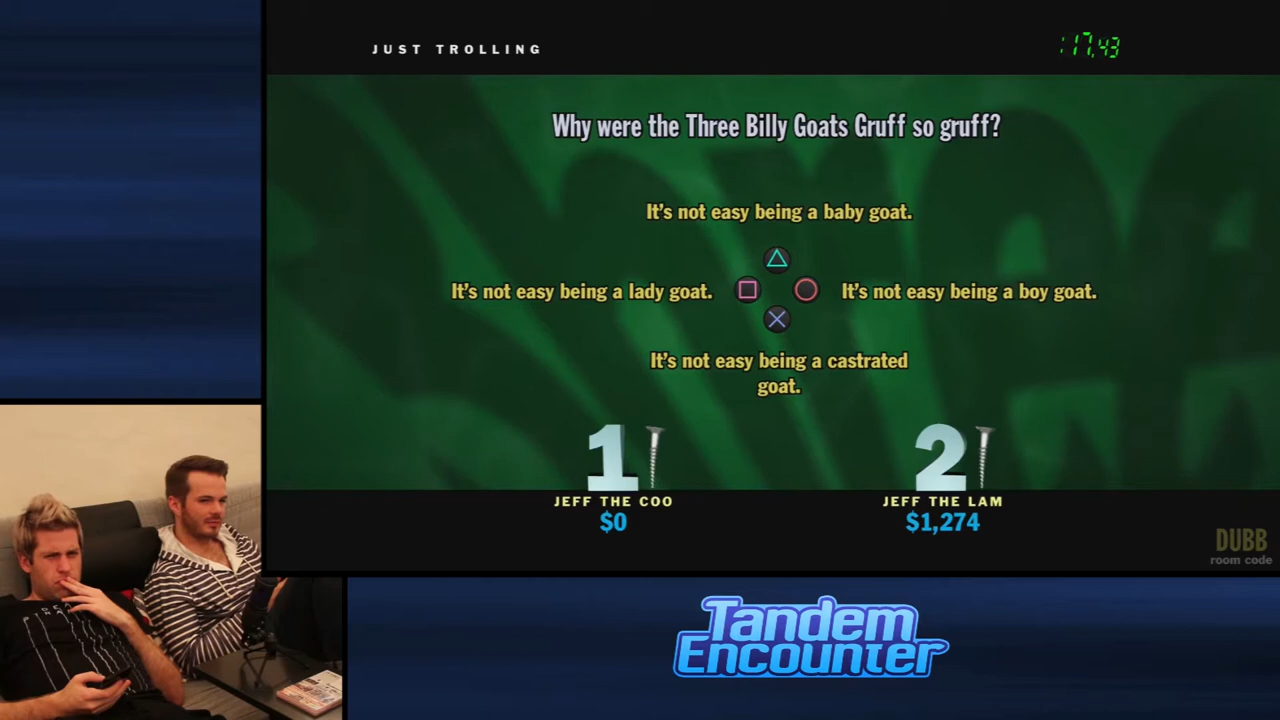 JUST TROLLING
:17.43
Why were the Three Billy Goats Gruff so gruff?
It's not easy being a baby goat.
It's not easy being a lady goat.
It's not easy being a boy goat.
It's not easy being a castrated
goat.
1
2
JEFF THE COO
JEFF THE LAM
$0
$1,274
DUBB
room code
Tandem
Encounter